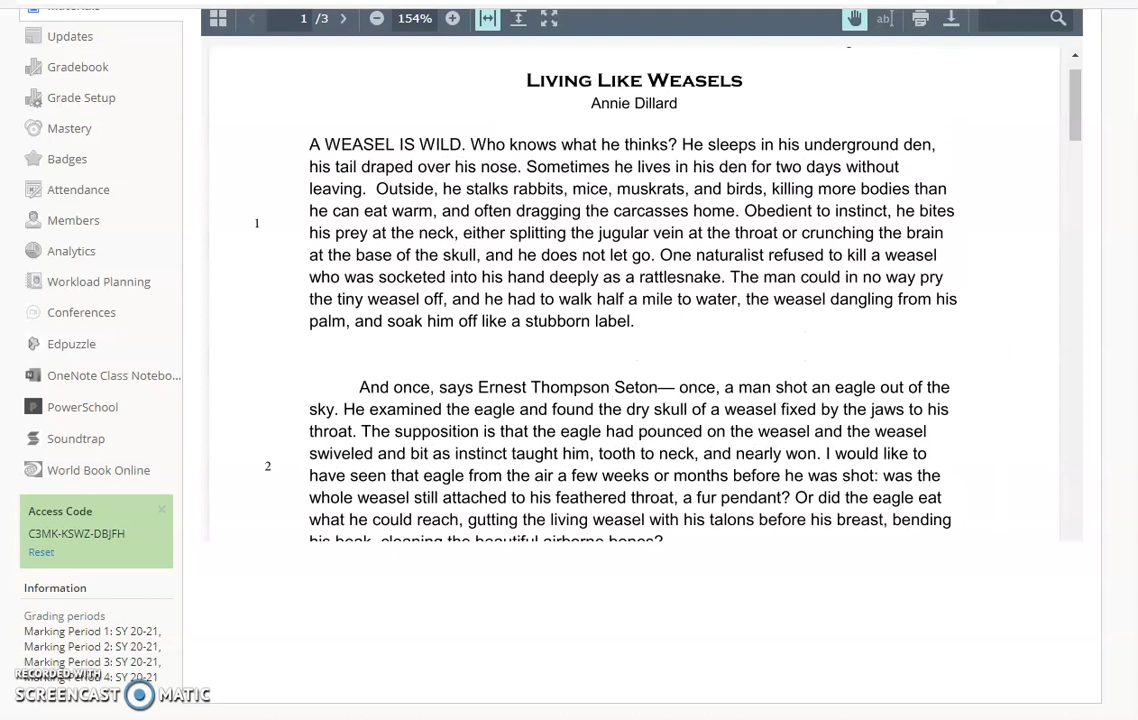 Materials
Updates
Gradebook
Grade Setup
Mastery
Badges
Attendance
Members
Analytics
Workload Planning
Conferences
Edpuzzle
OneNote Class Notebo...
PowerSchool
Soundtrap
World Book Online
Access Code
C3MK-KSWZ-DBJFH
Reset
Information
Grading periods
Marking Period 1: SY 20-21,
Marking Period 2: SY 20-21,
Marking Period 3: SY 20-21,
Marking Period 4: SY 20-21
RECORDED WITH
SCREENCAST MATIC
1 /3
154%
ab
LIVING LIKE WEASELS
Annie Dillard
A WEASEL IS WILD. Who knows what he thinks? He sleeps in his underground den,
his tail draped over his nose. Sometimes he lives in his den for two days without
leaving. Outside, he stalks rabbits, mice, muskrats, and birds, killing more bodies than
he can eat warm, and often dragging the carcasses home. Obedient to instinct, he bites
1
his prey at the neck, either splitting the jugular vein at the throat or crunching the brain
at the base of the skull, and he does not let go. One naturalist refused to kill a weasel
who was socketed into his hand deeply as a rattlesnake. The man could in no way pry
the tiny weasel off, and he had to walk half a mile to water, the weasel dangling from his
palm, and soak him off like a stubborn label.
And once, says Ernest Thompson Seton— once, a man shot an eagle out of the
sky. He examined the eagle and found the dry skull of a weasel fixed by the jaws to his
throat. The supposition is that the eagle had pounced on the weasel and the weasel
swiveled and bit as instinct taught him, tooth to neck, and nearly won. I would like to
2
have seen that eagle from the air a few weeks or months before he was shot: was the
whole weasel still attached to his feathered throat, a fur pendant? Or did the eagle eat
what he could reach, gutting the living weasel with his talons before his breast, bending
his beak, cleaning the beautiful airborne bones?